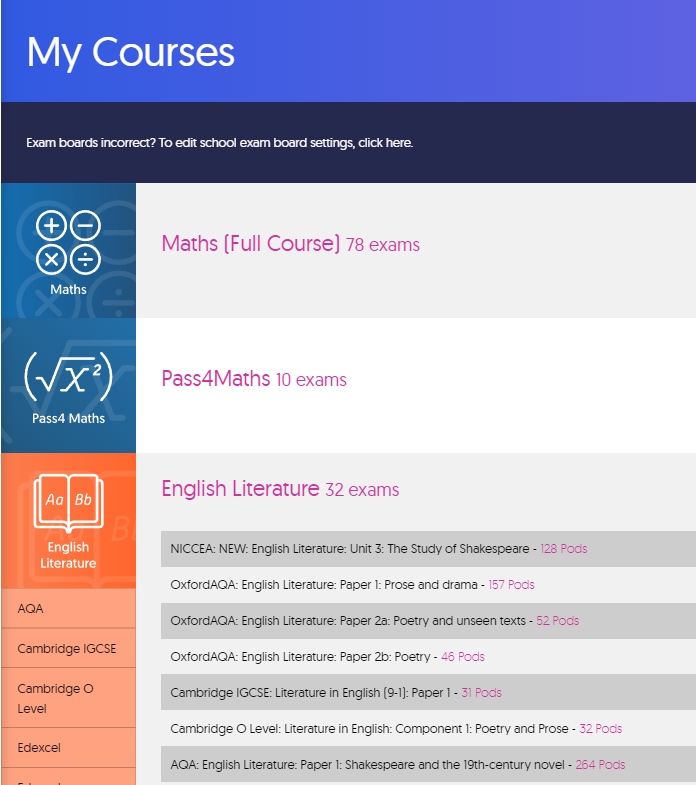 My Courses
Exam boards incorrect? To edit school exam board settings, click here.
Maths
Maths (Full Course) 78 exams
(√x²)
Pass4 Maths
Pass4Maths 10 exams
Aa Bb
English
Literature
English Literature 32 exams
NICCEA: NEW: English Literature: Unit 3: The Study of Shakespeare - 128 Pods
OxfordAQA: English Literature: Paper 1: Prose and drama - 157 Pods
OxfordAQA: English Literature: Paper 2a: Poetry and unseen texts - 52 Pods
OxfordAQA: English Literature: Paper 2b: Poetry - 46 Pods
Cambridge IGCSE: Literature in English (9-1): Paper 1 - 31 Pods
Cambridge O Level: Literature in English: Component 1: Poetry and Prose - 32 Pods
AQA: English Literature: Paper 1: Shakespeare and the 19th-century novel - 264 Pods
AQA
Cambridge IGCSE
Cambridge O
Level
Edexcel